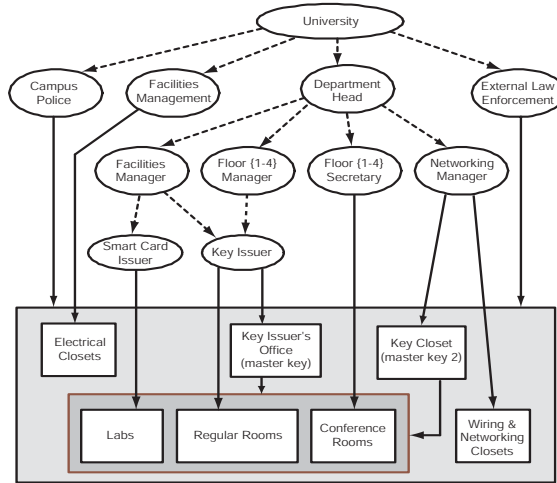 University
Campus
Police
Facilities
Management
Department
Head
External Law
Enforcement
Facilities
Manager
Floor {1-4}
Manager
Floor {1-4}
Secretary
Networking
Manager
Smart Card
Issuer
Key Issuer
Electrical
Closets
Key Issuer's
Office
(master key)
Key Closet
(master key 2)
Labs
Regular Rooms
Conference
Rooms
Wiring &
Networking
Closets